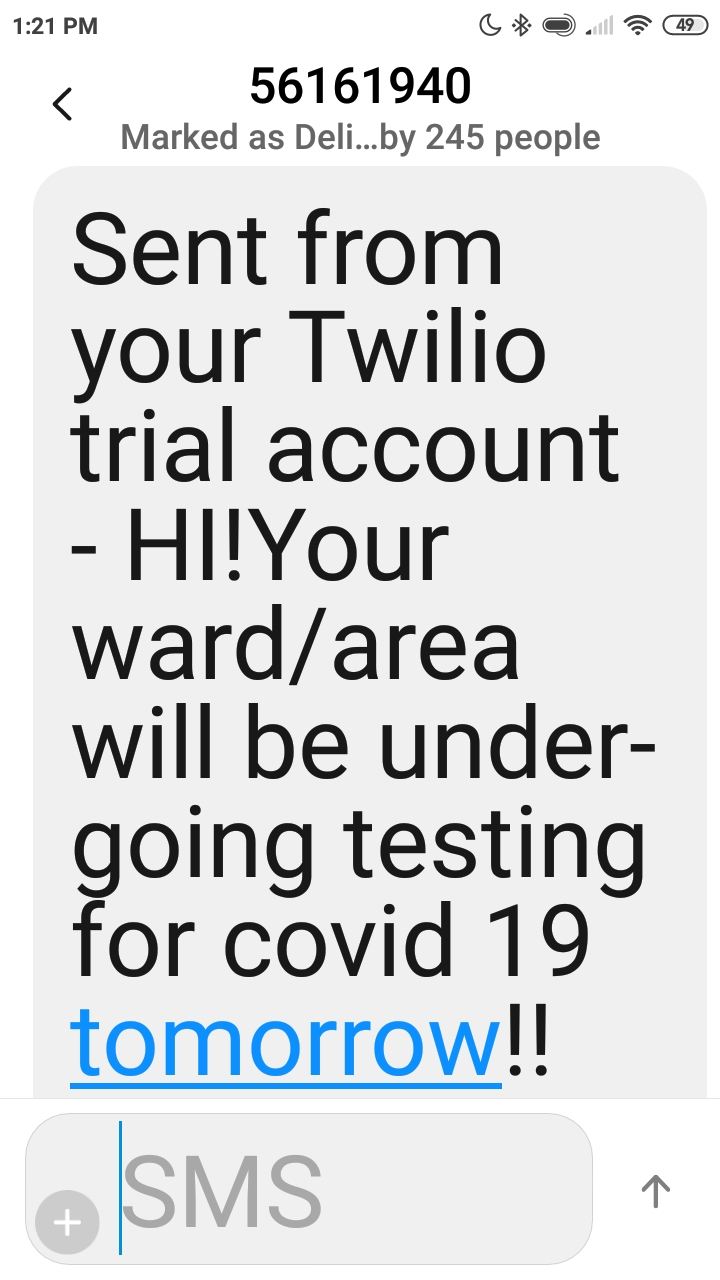 1:21 PM 49
56161940
Marked as Deli...by 245 people
Sent from
your Twilio
trial account
- HI!Your
ward/area
will be under-
going testing
for covid 19
tomorrow!!
SMS